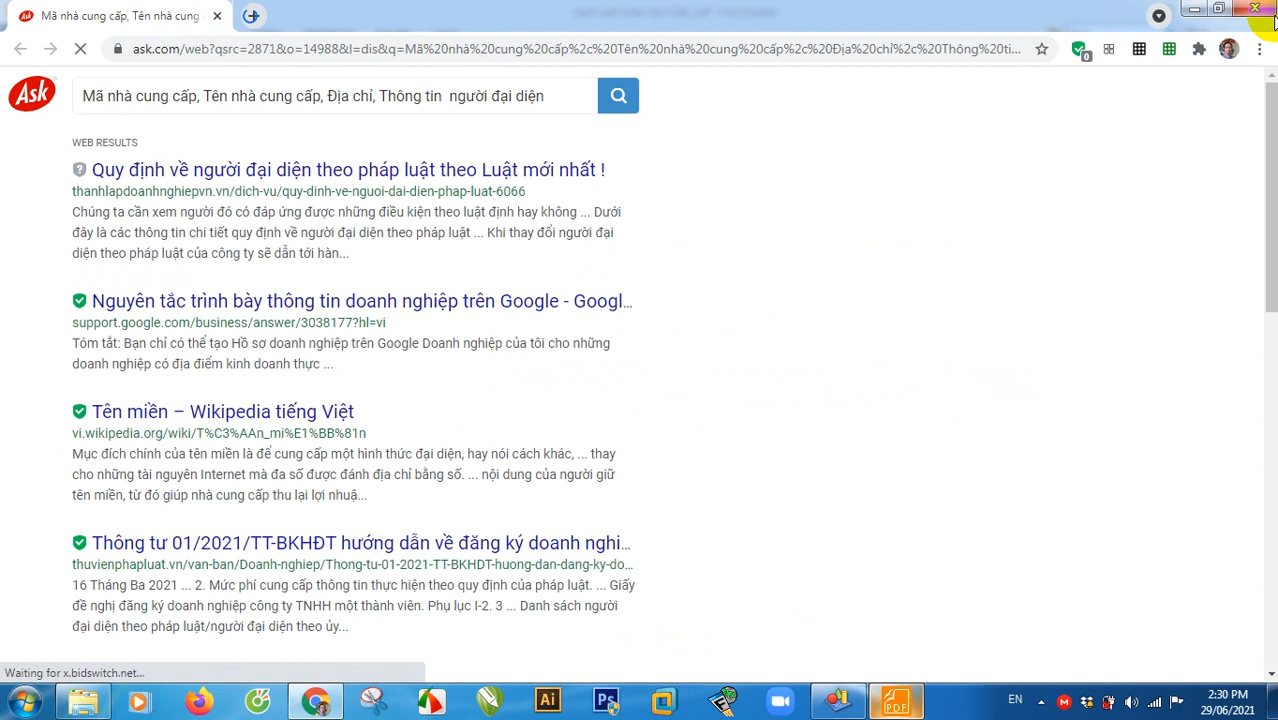 Mã nhà cung cấp, Tên nhà cung
ask.com/web?qsrc=2871&o=14988&l=dis&q=Mã%20nhà%20cung%20cấp%2c%20Tên%20nhà%20cung%20cấp%2c%20Địa%20chỉ%2c%20Thông%20ti...
0
Ask
Mã nhà cung cấp, Tên nhà cung cấp, Địa chỉ, Thông tin  người đại diện
WEB RESULTS
Quy định về người đại diện theo pháp luật theo Luật mới nhất !
thanhlapdoanhnghiepvn.vn/dich-vu/quy-dinh-ve-nguoi-dai-dien-phap-luat-6066
Chúng ta cần xem người đó có đáp ứng được những điều kiện theo luật định hay không ... Dưới
đây là các thông tin chi tiết quy định về người đại diện theo pháp luật ... Khi thay đổi người đại
diện theo pháp luật của công ty sẽ dẫn tới hàn...
Nguyên tắc trình bày thông tin doanh nghiệp trên Google - Googl...
support.google.com/business/answer/3038177?hl=vi
Tóm tắt: Bạn chỉ có thể tạo Hồ sơ doanh nghiệp trên Google Doanh nghiệp của tôi cho những
doanh nghiệp có địa điểm kinh doanh thực ...
Tên miền – Wikipedia tiếng Việt
vi.wikipedia.org/wiki/T%C3%AAn_mi%E1%BB%81n
Mục đích chính của tên miền là để cung cấp một hình thức đại diện, hay nói cách khác, ... thay
cho những tài nguyên Internet mà đa số được đánh địa chỉ bằng số. ... nội dung của người giữ
tên miền, từ đó giúp nhà cung cấp thu lại lợi nhuậ...
Thông tư 01/2021/TT-BKHĐT hướng dẫn về đăng ký doanh nghi...
thuvienphapluat.vn/van-ban/Doanh-nghiep/Thong-tu-01-2021-TT-BKHDT-huong-dan-dang-ky-do...
16 Tháng Ba 2021 ... 2. Mức phí cung cấp thông tin thực hiện theo quy định của pháp luật. ... Giấy
đề nghị đăng ký doanh nghiệp công ty TNHH một thành viên. Phụ lục I-2. 3 ... Danh sách người
đại diện theo pháp luật/người đại diện theo ủy...
Waiting for x.bidswitch.net...
Ai
Ps
PDF
EN
2:30 PM
29/06/2021